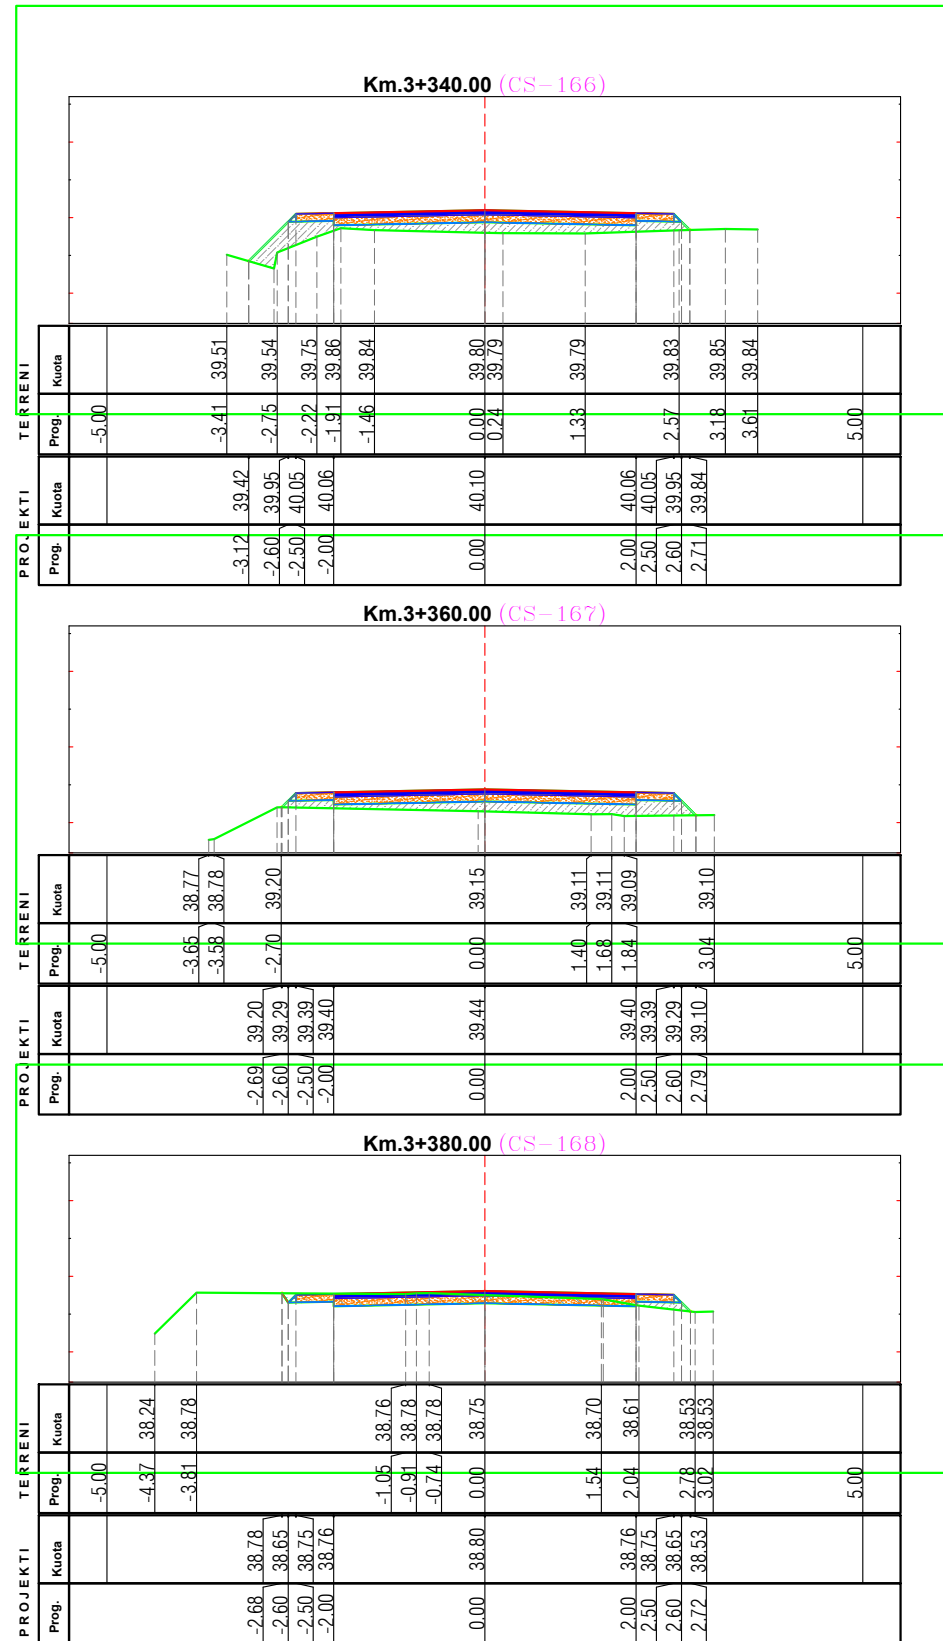 Km.3+340.00 (CS-166)
TERRENI
Kuota 39.51 39.54 39.75 39.86 39.84 39.80 39.79 39.79 39.83 39.85 39.84
Prog. -5.00 -3.41 -2.75 -2.22 -1.91 -1.46 0.00 0.24 1.33 2.57 3.18 3.61 5.00
PROJEKTI
Kuota 39.42 39.95 40.05 40.06 40.10 40.06 40.05 39.95 39.84
Prog. -3.12 -2.60 -2.50 -2.00 0.00 2.00 2.50 2.60 2.71
Km.3+360.00 (CS-167)
TERRENI
Kuota 38.77 38.78 39.20 39.15 39.11 39.11 39.09 39.10
Prog. -5.00 -3.65 -3.58 -2.70 0.00 1.40 1.68 1.84 3.04 5.00
PROJEKTI
Kuota 39.20 39.29 39.39 39.40 39.44 39.40 39.39 39.29 39.10
Prog. -2.69 -2.60 -2.50 -2.00 0.00 2.00 2.50 2.60 2.79
Km.3+380.00 (CS-168)
TERRENI
Kuota 38.24 38.78 38.76 38.78 38.78 38.75 38.70 38.61 38.53 38.53
Prog. -5.00 -4.37 -3.81 -1.05 -0.91 -0.74 0.00 1.54 2.04 2.78 3.02 5.00
PROJEKTI
Kuota 38.78 38.65 38.75 38.76 38.80 38.76 38.75 38.65 38.53
Prog. -2.68 -2.60 -2.50 -2.00 0.00 2.00 2.50 2.60 2.72